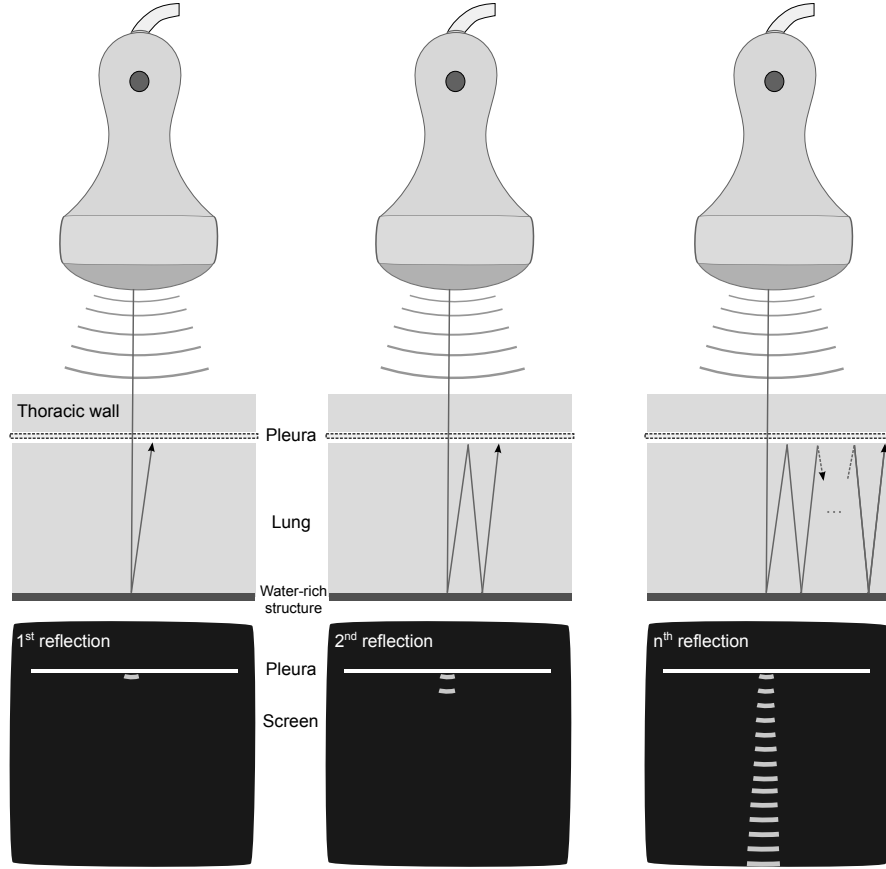 Thoracic wall
Pleura
Lung
Water-rich
structure
...
1st reflection
2nd reflection
nth reflection
Pleura
Screen